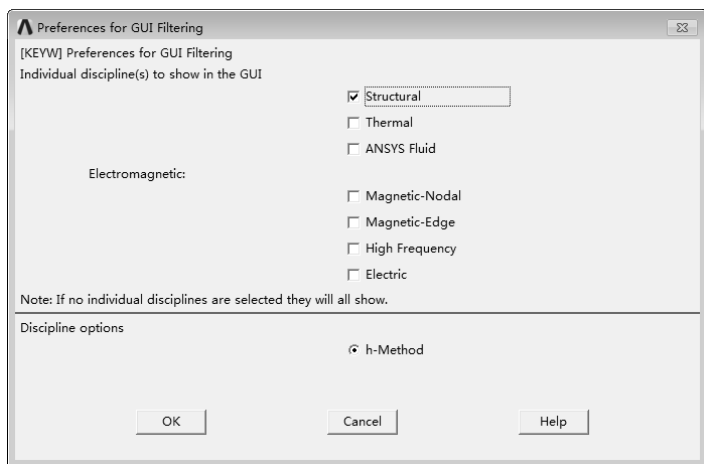 Preferences for GUI Filtering
[KEYW] Preferences for GUI Filtering
Individual discipline(s) to show in the GUI
Structural
Thermal
ANSYS Fluid
Electromagnetic:
Magnetic-Nodal
Magnetic-Edge
High Frequency
Electric
Note: If no individual disciplines are selected they will all show.
Discipline options
h-Method
OK Cancel Help